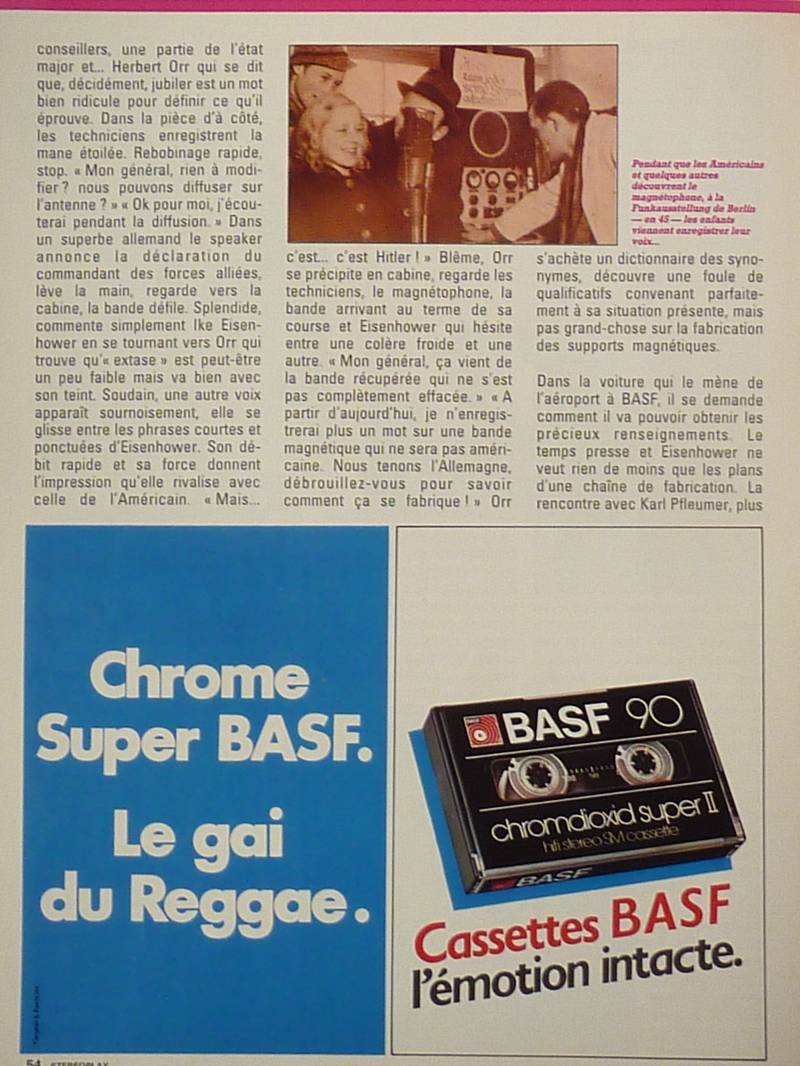 conseillers, une partie de l'état
major et... Herbert Orr qui se dit
que, décidément, jubiler est un mot
bien ridicule pour définir ce qu'il
éprouve. Dans la pièce d'à côté,
les techniciens enregistrent la
mane étoilée. Rebobinage rapide,
stop. « Mon général, rien à modi-
fier ? nous pouvons diffuser sur
l'antenne ? » « Ok pour moi, j'écou-
terai pendant la diffusion. » Dans
un superbe allemand le speaker
annonce la déclaration du
commandant des forces alliées,
lève la main, regarde vers la
cabine, la bande défile. Splendide,
commente simplement Ike Eisen-
hower en se tournant vers Orr qui
trouve qu'« extase » est peut-être
un peu faible mais va bien avec
son teint. Soudain, une autre voix
apparaît sournoisement, elle se
glisse entre les phrases courtes et
ponctuées d'Eisenhower. Son dé-
bit rapide et sa force donnent
l'impression qu'elle rivalise avec
celle de l'Américain. « Mais...
Pendant que les Américains
et quelques autres
découvrent le
magnétophone, à la
Funkausstellung de Berlin
— en 45 — les enfants
viennent enregistrer leur
voix...
c'est... c'est Hitler ! » Blême, Orr
se précipite en cabine, regarde les
techniciens, le magnétophone, la
bande arrivant au terme de sa
course et Eisenhower qui hésite
entre une colère froide et une
autre. « Mon général, ça vient de
la bande récupérée qui ne s'est
pas complètement effacée. » « A
partir d'aujourd'hui, je n'enregis-
trerai plus un mot sur une bande
magnétique qui ne sera pas améri-
caine. Nous tenons l'Allemagne,
débrouillez-vous pour savoir
comment ça se fabrique ! » Orr
s'achète un dictionnaire des syno-
nymes, découvre une foule de
qualificatifs convenant parfaite-
ment à sa situation présente, mais
pas grand-chose sur la fabrication
des supports magnétiques.
Dans la voiture qui le mène de
l'aéroport à BASF, il se demande
comment il va pouvoir obtenir les
précieux renseignements. Le
temps presse et Eisenhower ne
veut rien de moins que les plans
d'une chaîne de fabrication. La
rencontre avec Karl Pfleumer, plus
Chrome
Super BASF.
Le gai
du Reggae.
BASF 90
chromdioxid super II
hifi stereo SM cassette
BASF
Cassettes BASF
l'émotion intacte.
54 STEREOPLAY